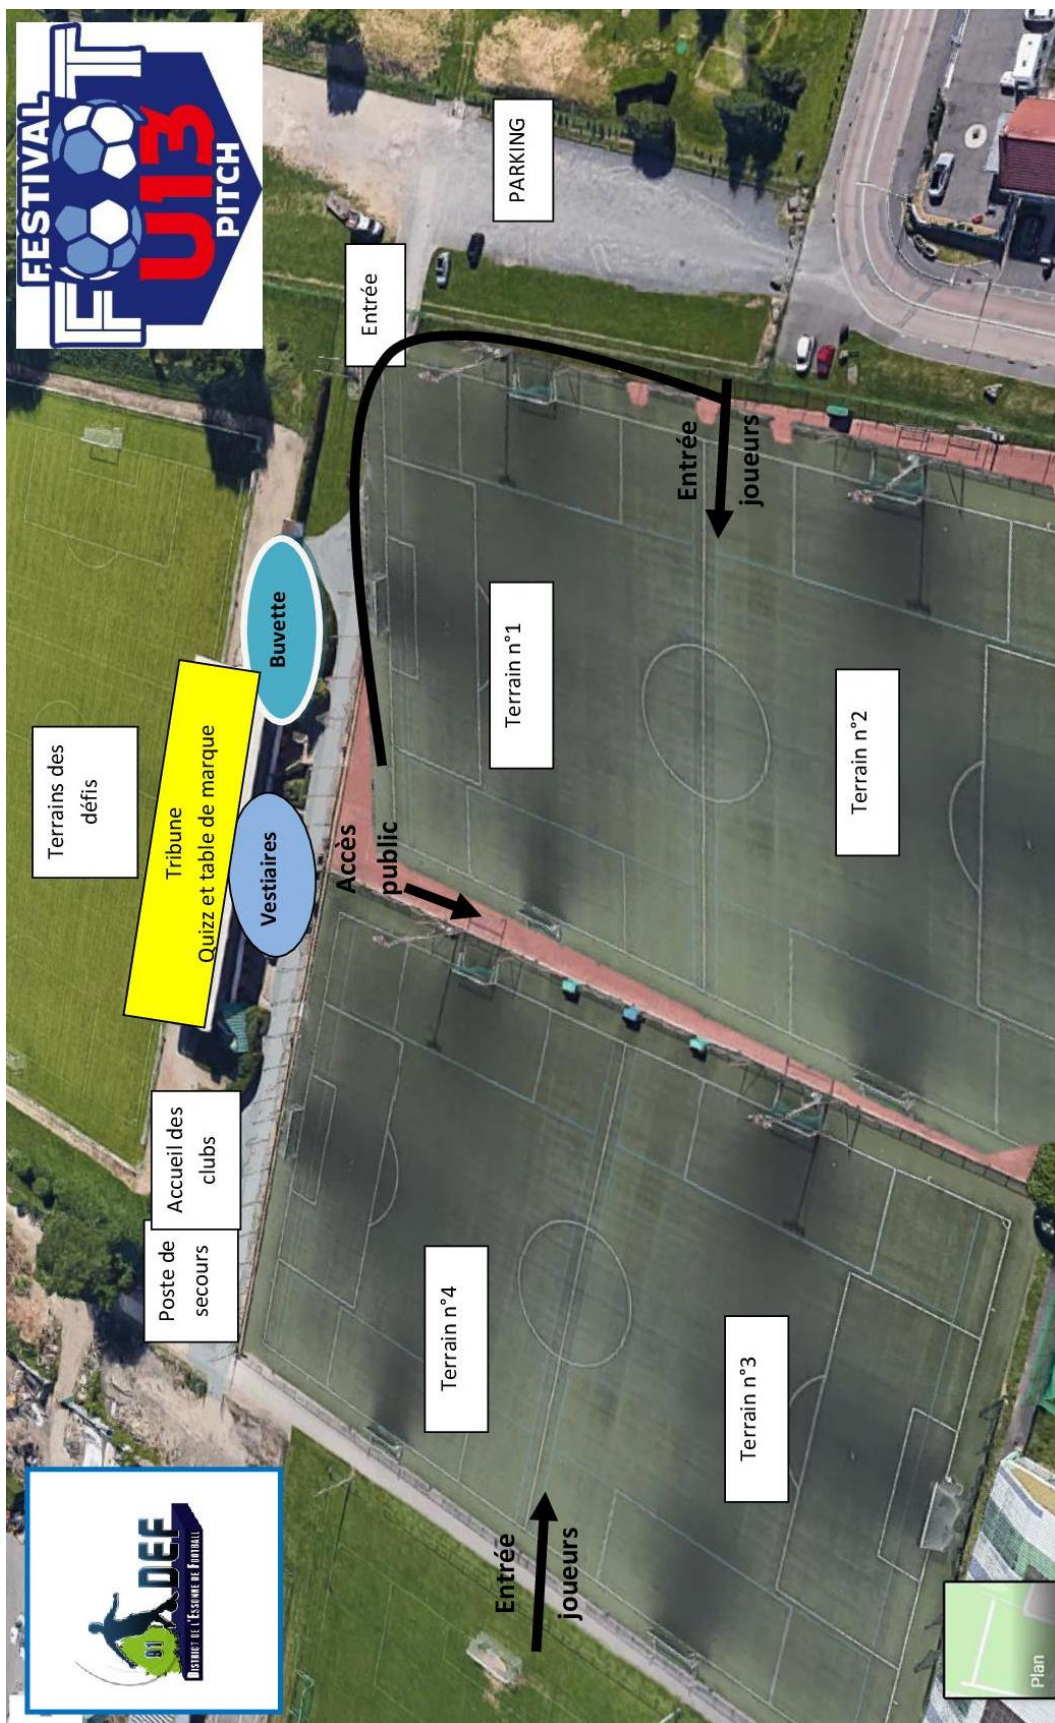 FESTIVAL
FOOT
U13
PITCH
91
DEF
DISTRICT DE L'ESSONNE DE FOOTBALL
Terrains des
défis
Tribune
Quizz et table de marque
Buvette
Vestiaires
Accueil des
clubs
Poste de
secours
Entrée
PARKING
Accès
public
Entrée
joueurs
Terrain n°1
Terrain n°2
Terrain n°4
Terrain n°3
Entrée
joueurs
Plan